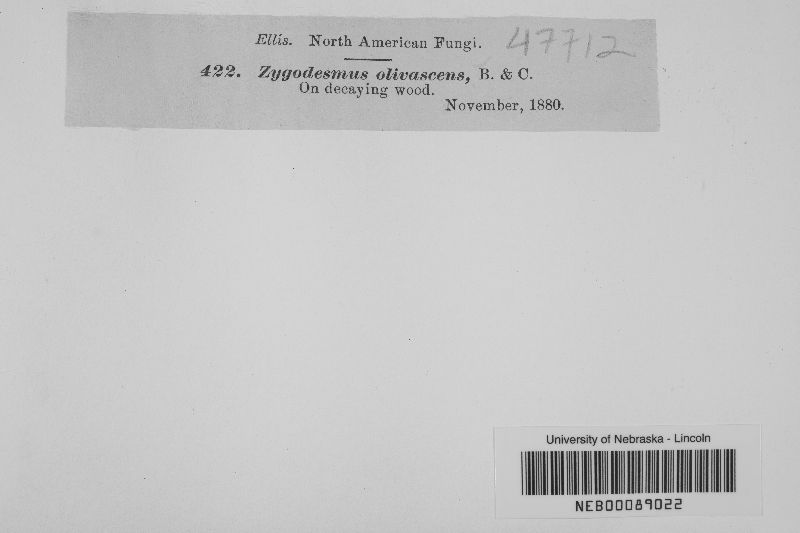 Ellis. North American Fungi. 47712
422. Zygodesmus olivascens, B. & C.
On decaying wood.
November, 1880.
University of Nebraska - Lincoln
NEB00089022